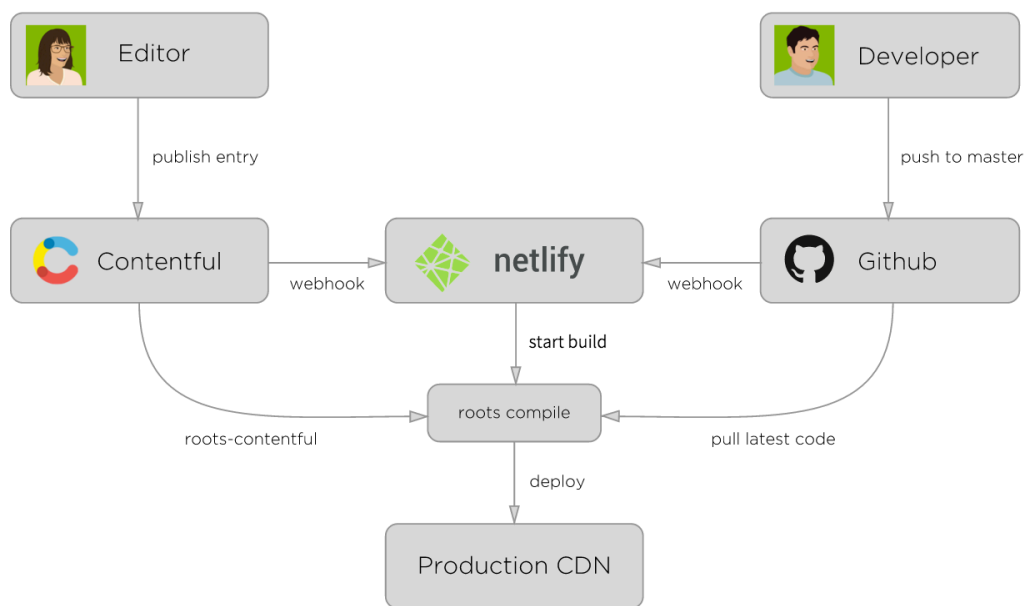 Editor
Developer
publish entry
push to master
Contentful
netlify
Github
webhook
webhook
start build
roots compile
roots-contentful
pull latest code
deploy
Production CDN